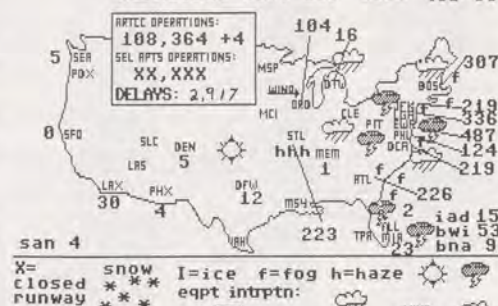 ARTCC OPERATIONS:
108,364 +4
SEL APTS OPERATIONS:
XX,XXX
DELAYS: 2,917
104
16
5
SEA
PDX
MSP
WIND
ORD
DTW
CLE
MCI
BOS
f
307
f
219
336
487
124
219
PIT
PHL
DCA
0
SFO
SLC
DEN
5
LAS
STL
hhh
MEM
1
LAX
30
PHX
4
DFW
12
ATL
f
f
f
226
MSY
223
IAH
TPA
f
2
MIA
23
iad 15
bwi 53
bna 9
san 4
X=
closed
runway
snow
* * *
* * *
I=ice f=fog h=haze
eqpt intrptn: